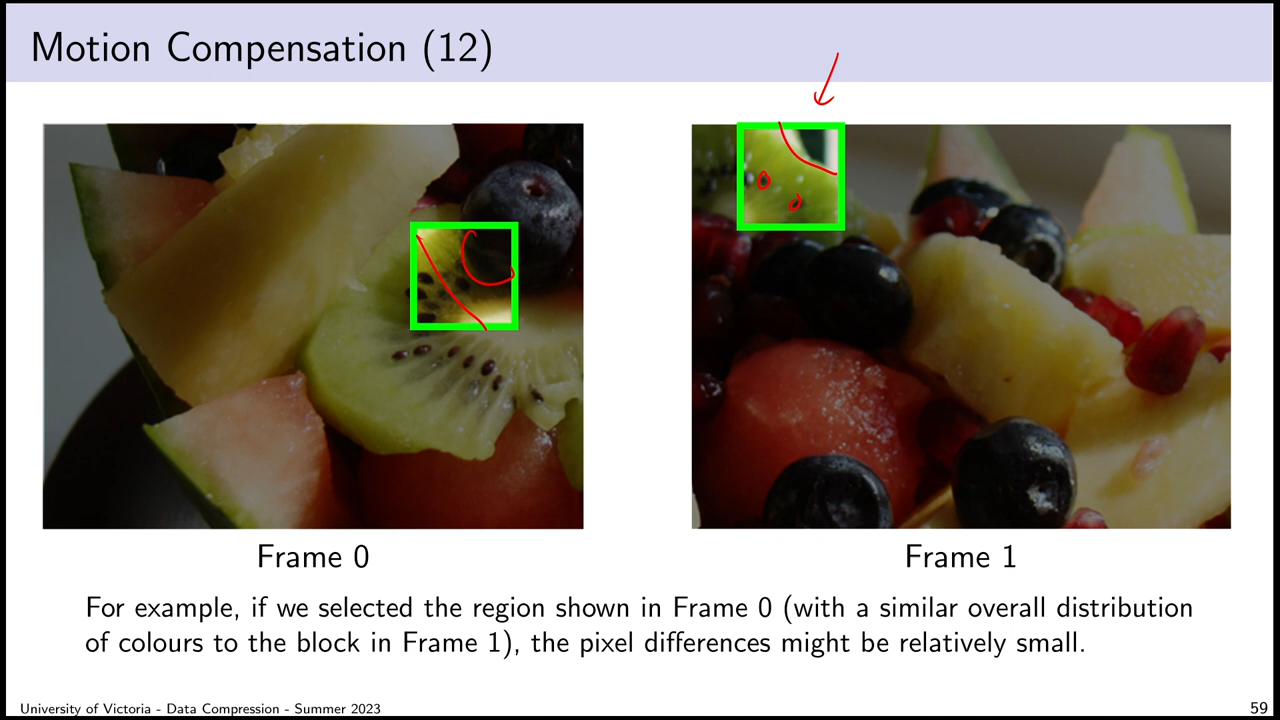 Motion Compensation (12)
Frame 0
Frame 1
For example, if we selected the region shown in Frame 0 (with a similar overall distribution
of colours to the block in Frame 1), the pixel differences might be relatively small.
University of Victoria - Data Compression - Summer 2023
59